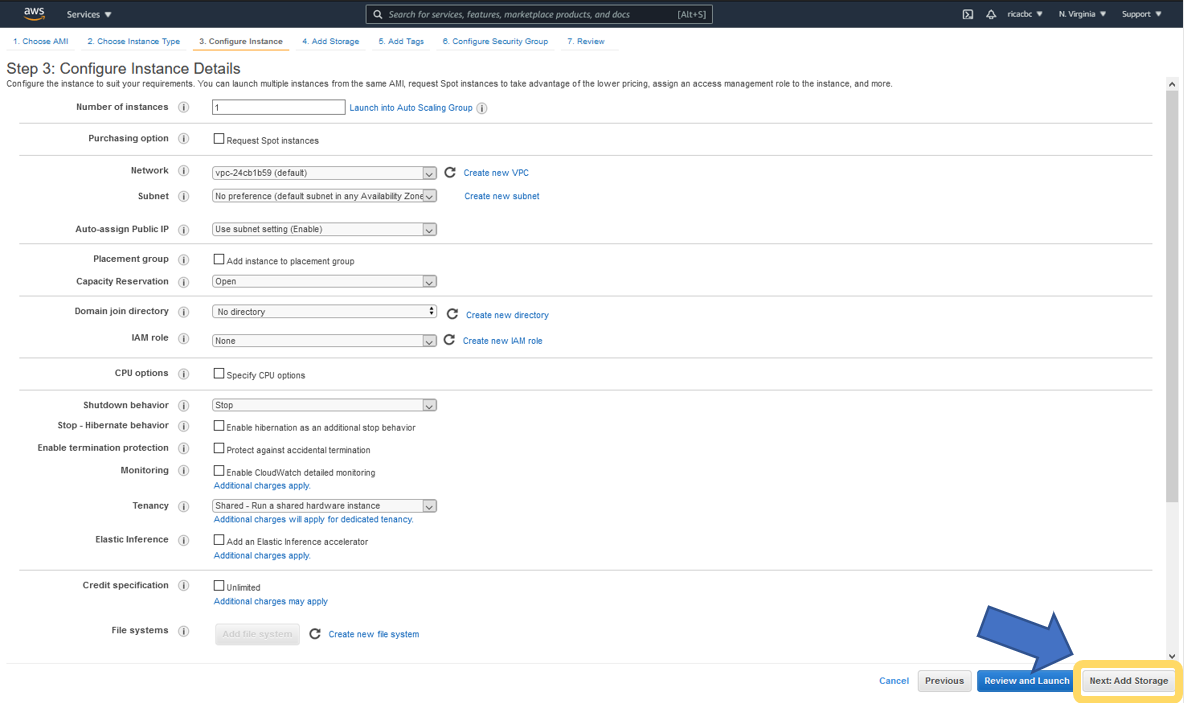 aws Services Search for services, features, marketplace products, and docs [Alt+S] ricacbc N. Virginia Support
1. Choose AMI 2. Choose Instance Type 3. Configure Instance 4. Add Storage 5. Add Tags 6. Configure Security Group 7. Review
Step 3: Configure Instance Details
Configure the instance to suit your requirements. You can launch multiple instances from the same AMI, request Spot instances to take advantage of the lower pricing, assign an access management role to the instance, and more.
Number of instances 1 Launch into Auto Scaling Group
Purchasing option Request Spot instances
Network vpc-24cb1b59 (default) Create new VPC
Subnet No preference (default subnet in any Availability Zone Create new subnet
Auto-assign Public IP Use subnet setting (Enable)
Placement group Add instance to placement group
Capacity Reservation Open
Domain join directory No directory Create new directory
IAM role None Create new IAM role
CPU options Specify CPU options
Shutdown behavior Stop
Stop - Hibernate behavior Enable hibernation as an additional stop behavior
Enable termination protection Protect against accidental termination
Monitoring Enable CloudWatch detailed monitoring
Additional charges apply.
Tenancy Shared - Run a shared hardware instance
Additional charges will apply for dedicated tenancy.
Elastic Inference Add an Elastic Inference accelerator
Additional charges apply.
Credit specification Unlimited
Additional charges may apply
File systems Add file system Create new file system
Cancel Previous Review and Launch Next: Add Storage